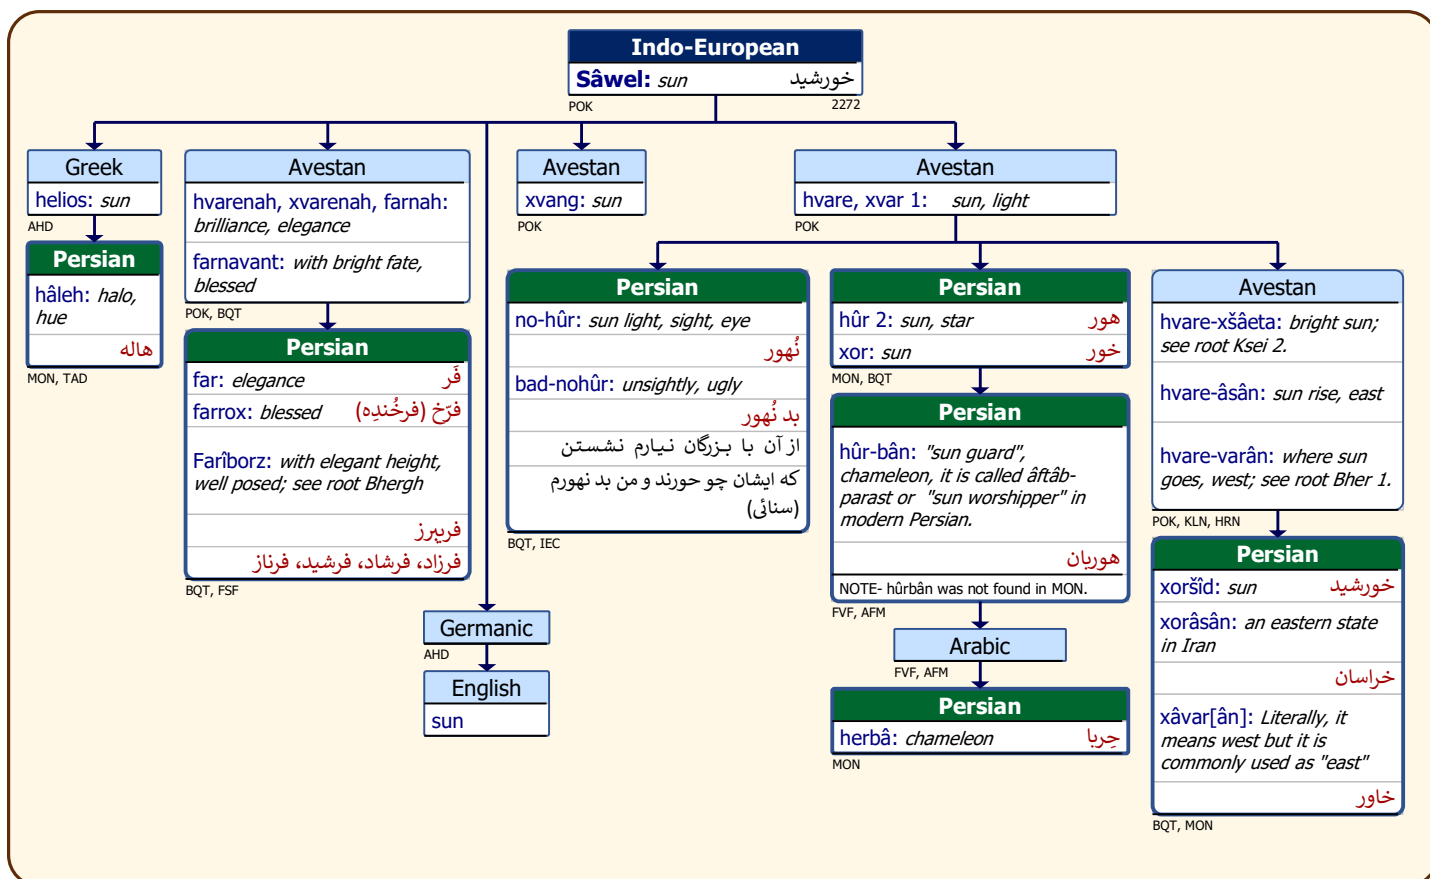 Indo-European
Sâwel: sun خورشید
POK 2272
Greek
helios: sun
AHD
Persian
hâleh: halo,
hue
هاله
MON, TAD
Avestan
hvarenah, xvarenah, farnah:
brilliance, elegance
farnavant: with bright fate,
blessed
POK, BQT
Persian
far: elegance فَر
farrox: blessed فرّخ (فرخُندِه)
Farîborz: with elegant height,
well posed; see root Bhergh
فریبرز
فرزاد، فرشاد، فرشید، فرناز
BQT, FSF
Germanic
AHD
English
sun
Avestan
xvang: sun
POK
Avestan
hvare, xvar 1: sun, light
POK
Persian
no-hûr: sun light, sight, eye
نُهور
bad-nohûr: unsightly, ugly
بد نُهور
از آن با بزرگان نیارم نشستن
که ایشان چو حورند و من بد نهورم
(سنائی)
BQT, IEC
Persian
hûr 2: sun, star هور
xor: sun خور
MON, BQT
Persian
hûr-bân: "sun guard",
chameleon, it is called âftâb-
parast or "sun worshipper" in
modern Persian.
هوربان
NOTE- hûrbân was not found in MON.
FVF, AFM
Arabic
FVF, AFM
Persian
herbâ: chameleon حِربا
MON
Avestan
hvare-xšâeta: bright sun;
see root Ksei 2.
hvare-âsân: sun rise, east
hvare-varân: where sun
goes, west; see root Bher 1.
POK, KLN, HRN
Persian
xoršîd: sun خورشید
xorâsân: an eastern state
in Iran
خراسان
xâvar[ân]: Literally, it
means west but it is
commonly used as "east"
خاور
BQT, MON